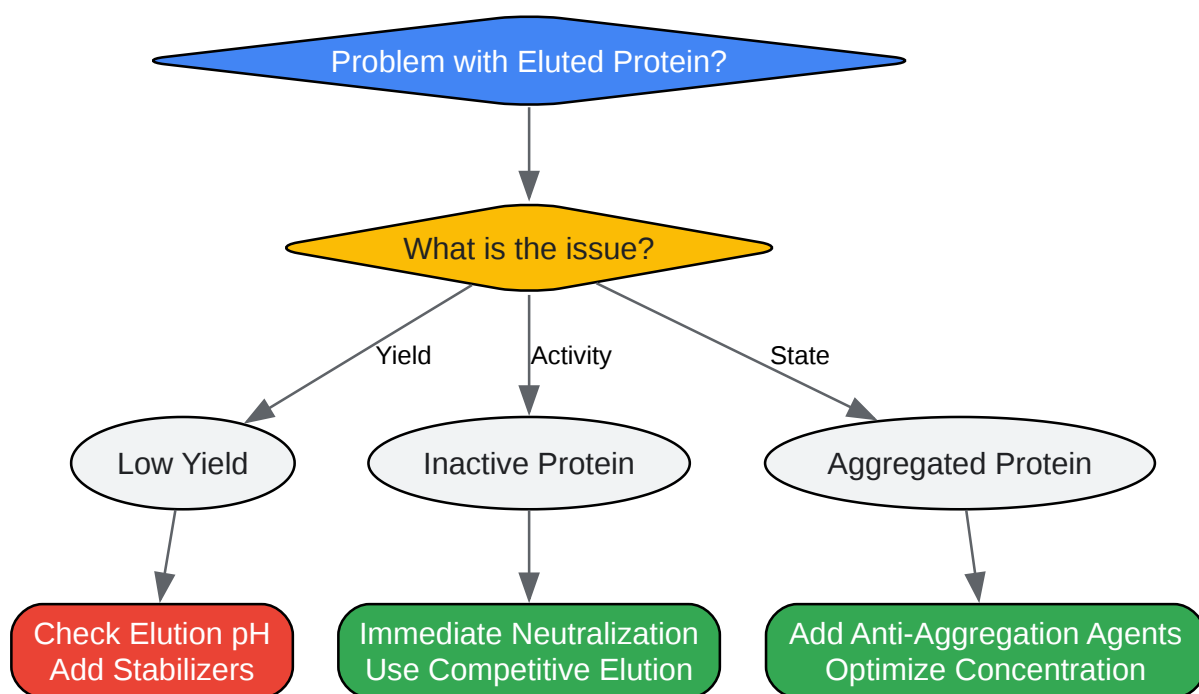 Problem with Eluted Protein?
What is the issue?
Yield
Activity
State
Low Yield
Inactive Protein
Aggregated Protein
Check Elution pH
Add Stabilizers
Immediate Neutralization
Use Competitive Elution
Add Anti-Aggregation Agents
Optimize Concentration